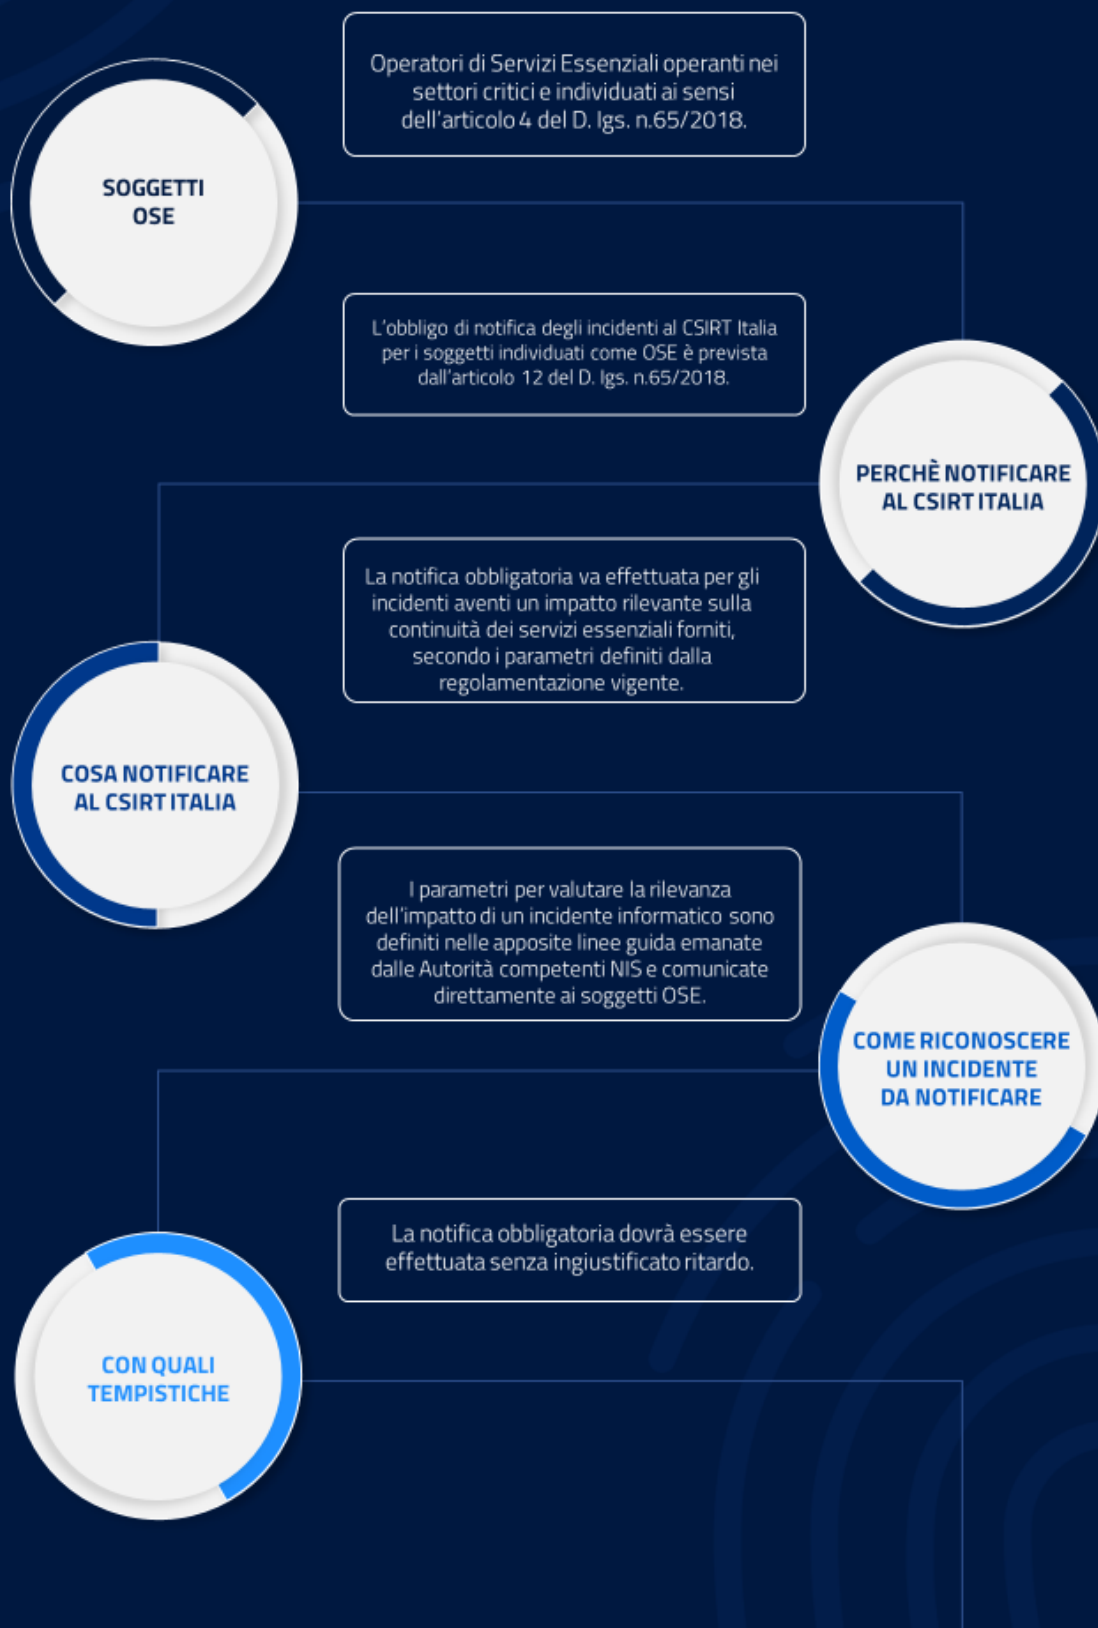 Operatori di Servizi Essenziali operanti nei
settori critici e individuati ai sensi
dell'articolo 4 del D. lgs. n.65/2018.
SOGGETTI
OSE
L'obbligo di notifica degli incidenti al CSIRT Italia
per i soggetti individuati come OSE è prevista
dall'articolo 12 del D. lgs. n.65/2018.
PERCHÈ NOTIFICARE
AL CSIRT ITALIA
La notifica obbligatoria va effettuata per gli
incidenti aventi un impatto rilevante sulla
continuità dei servizi essenziali forniti,
secondo i parametri definiti dalla
regolamentazione vigente.
COSA NOTIFICARE
AL CSIRT ITALIA
I parametri per valutare la rilevanza
dell'impatto di un incidente informatico sono
definiti nelle apposite linee guida emanate
dalle Autorità competenti NIS e comunicate
direttamente ai soggetti OSE.
COME RICONOSCERE
UN INCIDENTE
DA NOTIFICARE
La notifica obbligatoria dovrà essere
effettuata senza ingiustificato ritardo.
CON QUALI
TEMPISTICHE